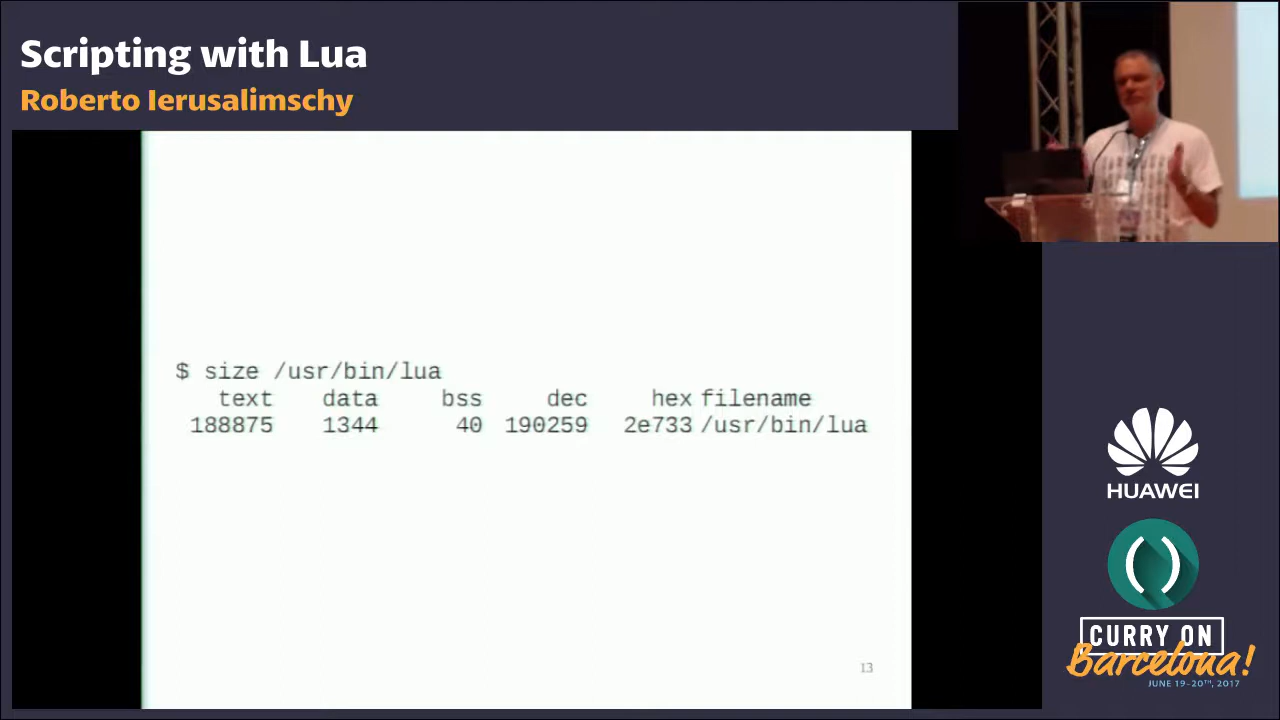 Scripting with Lua
Roberto Ierusalimschy
$ size /usr/bin/lua
text data bss dec hex filename
188875 1344 40 190259 2e733 /usr/bin/lua
13
HUAWEI
( )
CURRY ON
Barcelona!
JUNE 19-20TH, 2017